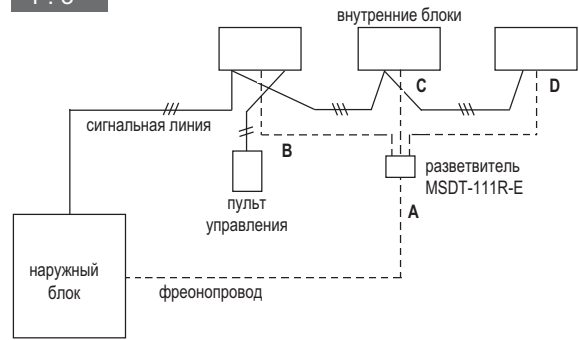 внутренние блоки
C
D
сигнальная линия
B
разветвитель
MSDT-111R-E
пульт
управления
A
наружный
блок
фреонопровод